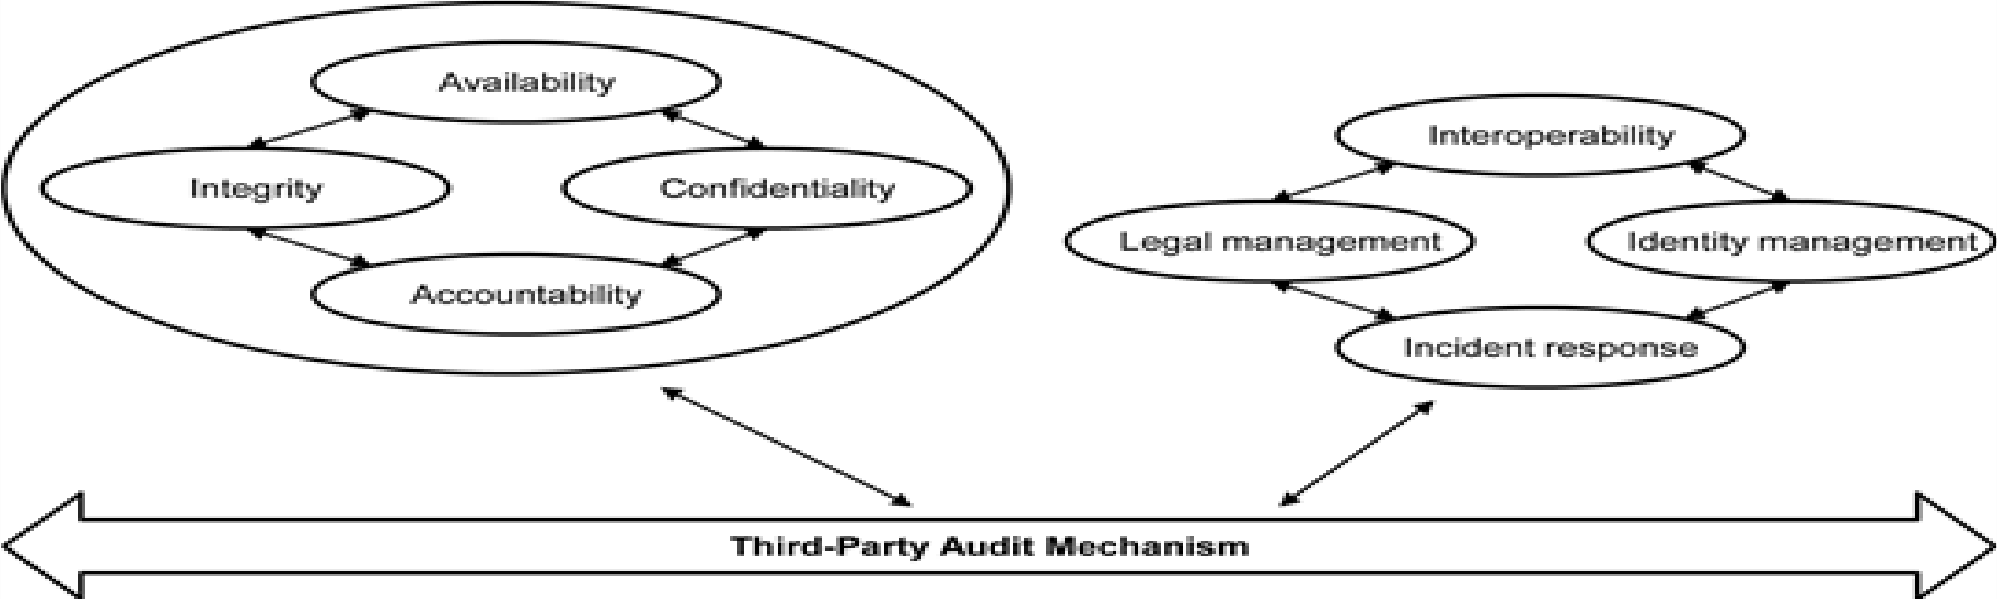 Availability
Integrity
Confidentiality
Accountability
Interoperability
Legal management
Identity management
Incident response
Third-Party Audit Mechanism